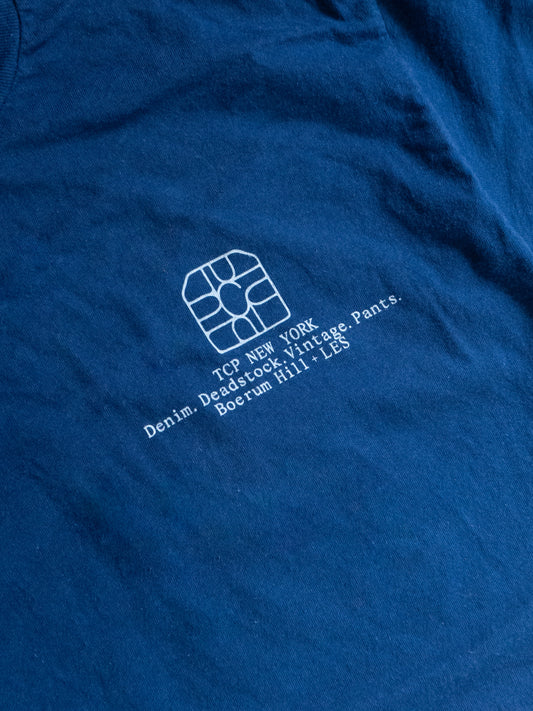 TCP NEW YORK
Denim. Deadstock. Vintage. Pants.
Boerum Hill + LES